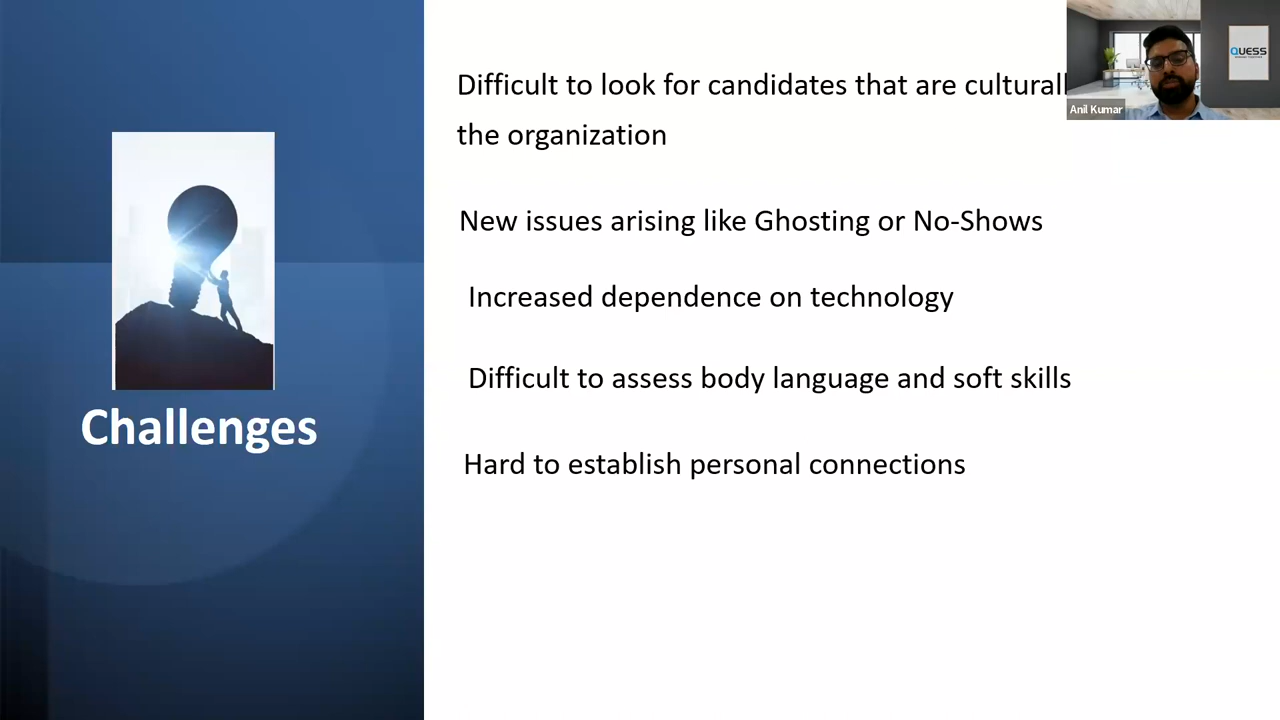 Difficult to look for candidates that are
the organization
New issues arising like Ghosting or No-Shows
Increased dependence on technology
Difficult to assess body language and soft skills
Hard to establish personal connections
Challenges
QUESS
Anil Kumar